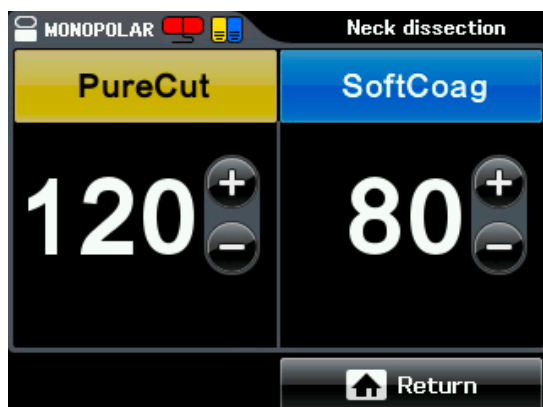 MONOPOLAR Neck dissection
PureCut SoftCoag
120 + - 80 + -
Return